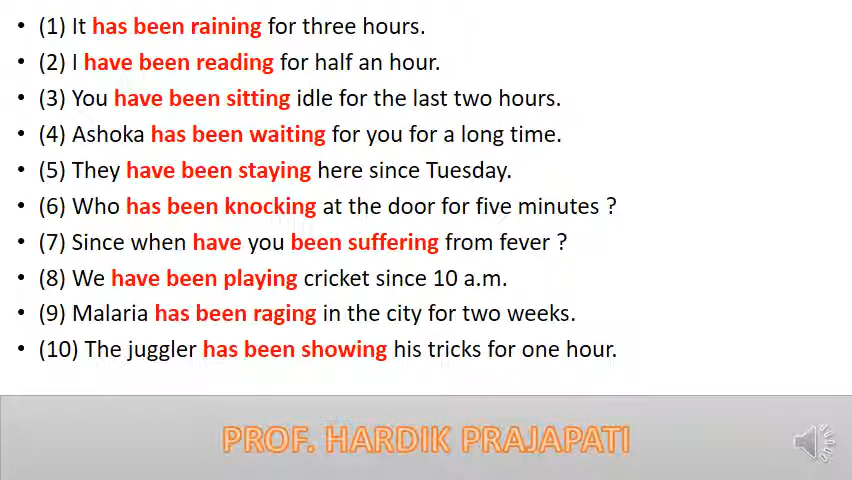 • (1) It has been raining for three hours.
• (2) I have been reading for half an hour.
• (3) You have been sitting idle for the last two hours.
• (4) Ashoka has been waiting for you for a long time.
• (5) They have been staying here since Tuesday.
• (6) Who has been knocking at the door for five minutes ?
• (7) Since when have you been suffering from fever ?
• (8) We have been playing cricket since 10 a.m.
• (9) Malaria has been raging in the city for two weeks.
• (10) The juggler has been showing his tricks for one hour.
PROF. HARDIK PRAJAPATI